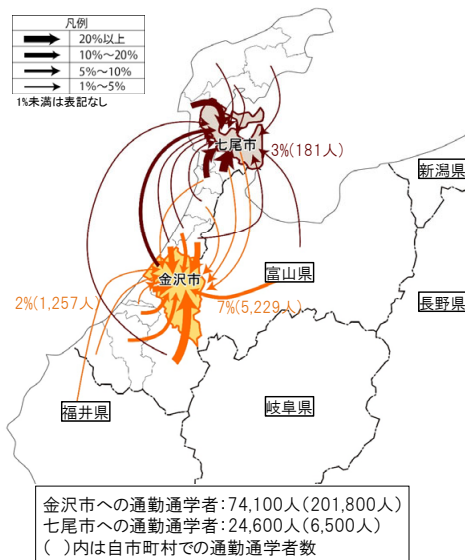 凡例
20%以上
10%～20%
5%～10%
1%～5%
1%未満は表記なし
七尾市
3%(181人)
新潟県
金沢市
富山県
2%(1,257人)
7%(5,229人)
長野県
福井県
岐阜県
金沢市への通勤通学者:74,100人(201,800人)
七尾市への通勤通学者:24,600人(6,500人)
( )内は自市町村での通勤通学者数